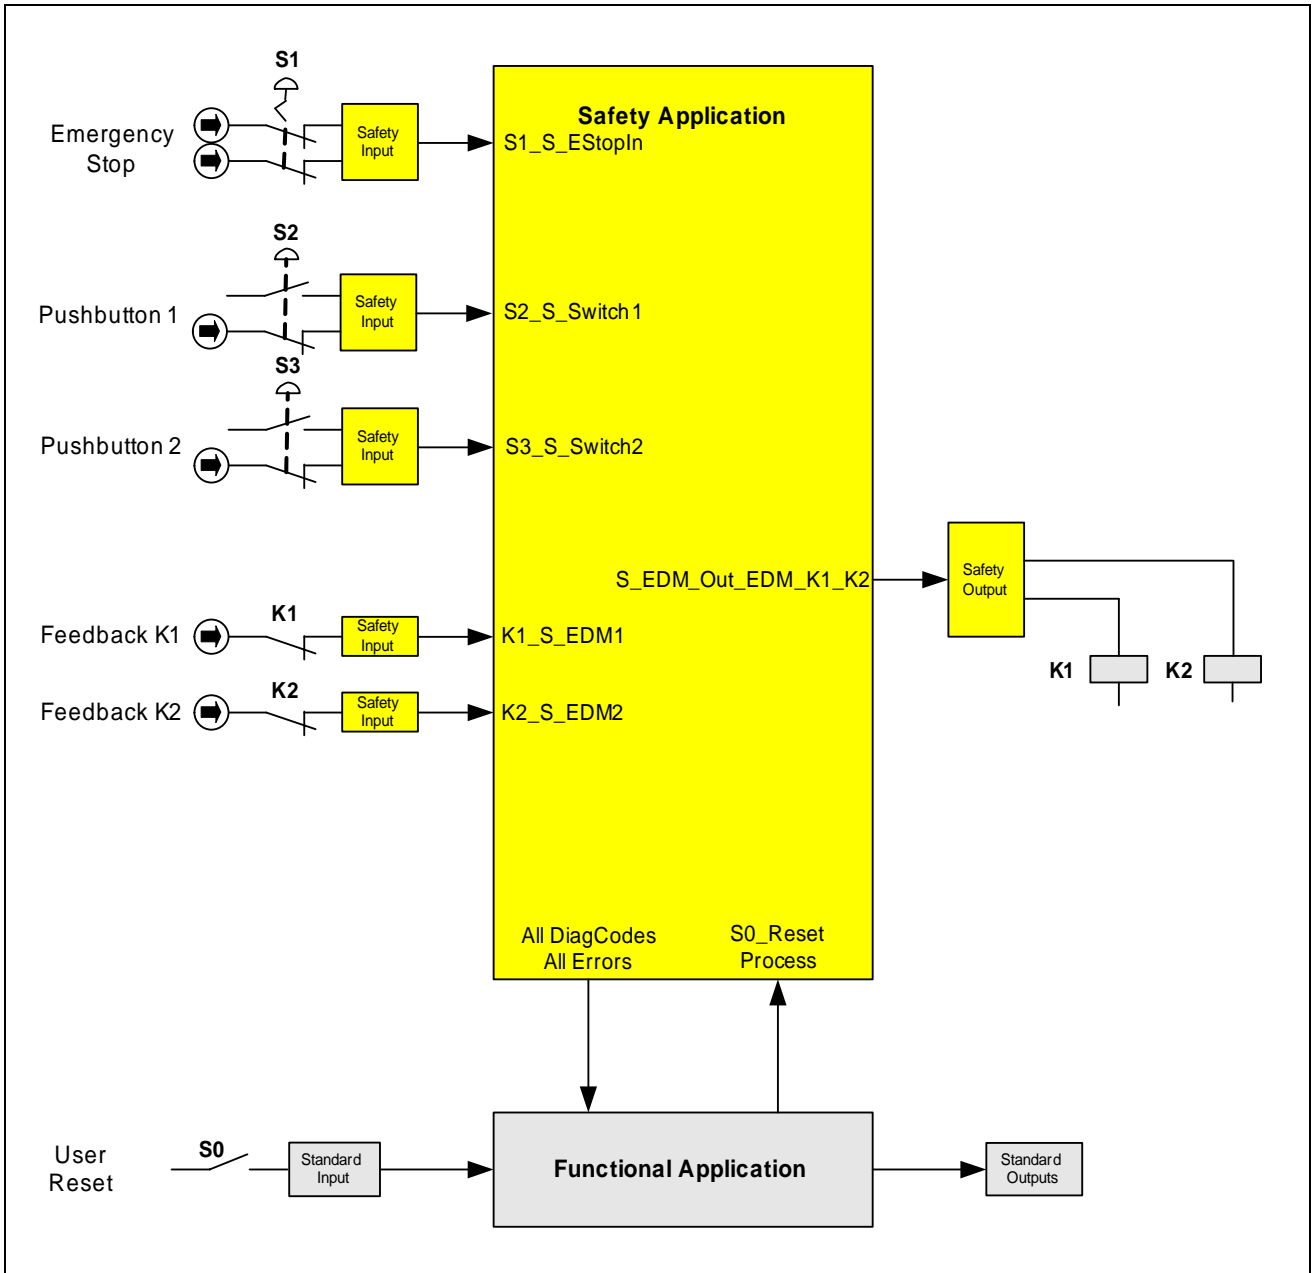 S1
Safety Application
Emergency
Stop
Safety
Input
S1_S_EStopIn
S2
Pushbutton 1
Safety
Input
S2_S_Switch1
S3
Pushbutton 2
Safety
Input
S3_S_Switch2
S_EDM_Out_EDM_K1_K2
Safety
Output
Feedback K1
K1
Safety
Input
K1_S_EDM1
K1
K2
Feedback K2
K2
Safety
Input
K2_S_EDM2
All DiagCodes
All Errors
S0_Reset
Process
User
Reset
S0
Standard
Input
Functional Application
Standard
Outputs